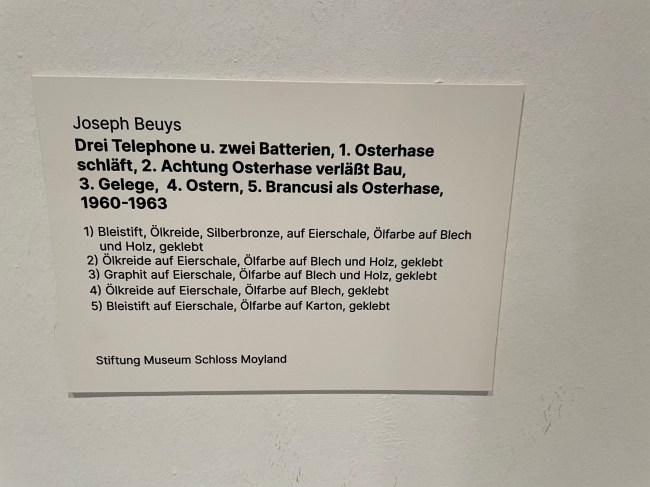 Joseph Beuys
Drei Telephone u. zwei Batterien, 1. Osterhase
schläft, 2. Achtung Osterhase verläßt Bau,
3. Gelege, 4. Ostern, 5. Brancusi als Osterhase,
1960-1963
1) Bleistift, Ölkreide, Silberbronze, auf Eierschale, Ölfarbe auf Blech
und Holz, geklebt
2) Ölkreide auf Eierschale, Ölfarbe auf Blech und Holz, geklebt
3) Graphit auf Eierschale, Ölfarbe auf Blech und Holz, geklebt
4) Ölkreide auf Eierschale, Ölfarbe auf Blech, geklebt
5) Bleistift auf Eierschale, Ölfarbe auf Karton, geklebt
Stiftung Museum Schloss Moyland